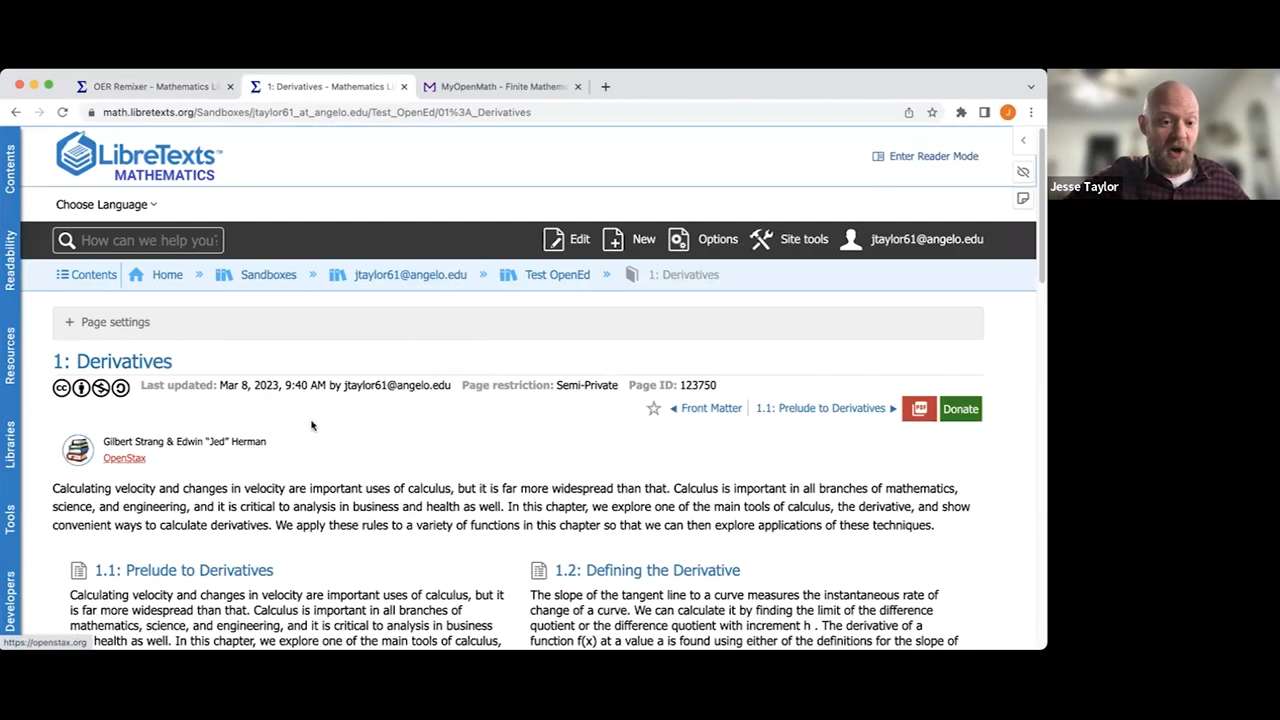 OER Remixer - Mathematics Li
1: Derivatives - Mathematics L
MyOpenMath - Finite Mathema
math.libretexts.org/Sandboxes/jtaylor61_at_angelo.edu/Test_OpenEd/01%3A_Derivatives
J
Jesse Taylor
Contents
Readability
Resources
Libraries
Tools
Developers
LibreTexts™
MATHEMATICS
Enter Reader Mode
Choose Language
How can we help you?
Edit
New
Options
Site tools
jtaylor61@angelo.edu
Contents
Home » Sandboxes » jtaylor61@angelo.edu » Test OpenEd » 1: Derivatives
+ Page settings
1: Derivatives
Last updated: Mar 8, 2023, 9:40 AM by jtaylor61@angelo.edu Page restriction: Semi-Private Page ID: 123750
Front Matter
1.1: Prelude to Derivatives
PDF
Donate
Gilbert Strang & Edwin “Jed” Herman
OpenStax
Calculating velocity and changes in velocity are important uses of calculus, but it is far more widespread than that. Calculus is important in all branches of mathematics,
science, and engineering, and it is critical to analysis in business and health as well. In this chapter, we explore one of the main tools of calculus, the derivative, and show
convenient ways to calculate derivatives. We apply these rules to a variety of functions in this chapter so that we can then explore applications of these techniques.
1.1: Prelude to Derivatives
Calculating velocity and changes in velocity are important uses of calculus, but it
is far more widespread than that. Calculus is important in all branches of
mathematics, science, and engineering, and it is critical to analysis in business and
health as well. In this chapter, we explore one of the main tools of calculus,
1.2: Defining the Derivative
The slope of the tangent line to a curve measures the instantaneous rate of
change of a curve. We can calculate it by finding the limit of the difference
quotient or the difference quotient with increment h . The derivative of a
function f(x) at a value a is found using either of the definitions for the slope of
https://openstax.org